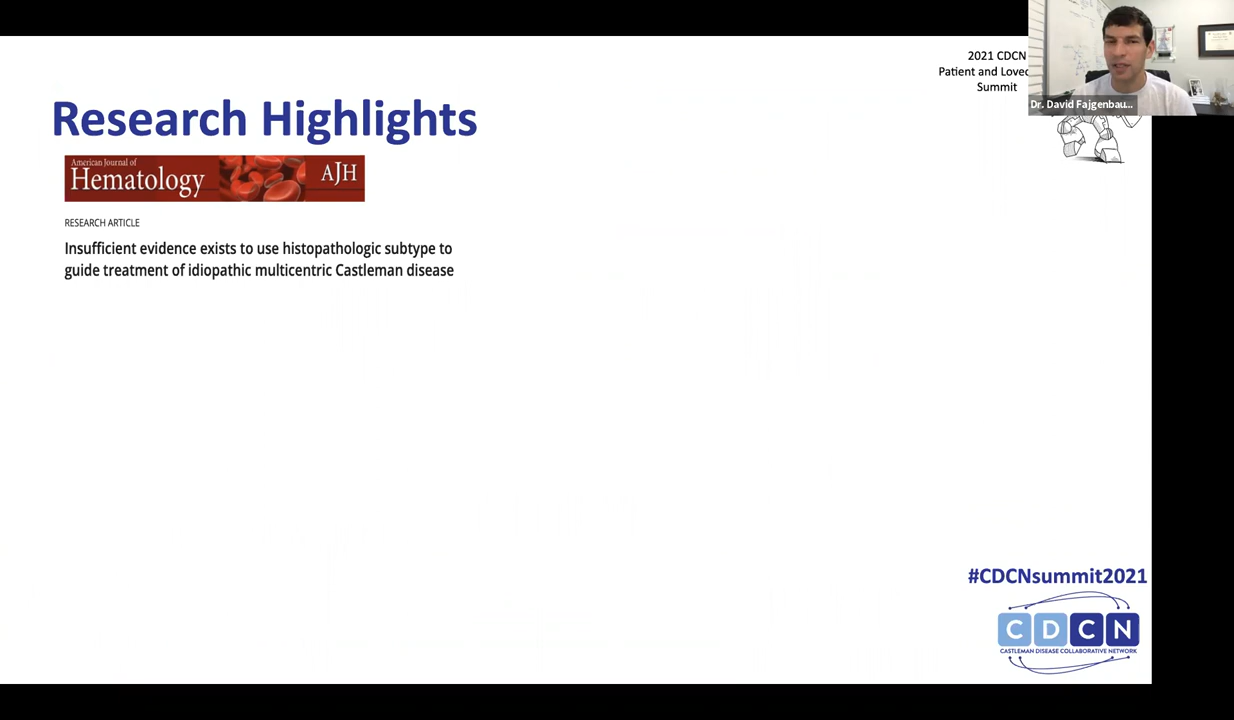 2021 CDCN
Patient and Loved
Summit
Dr. David Fajgenbau...
Research Highlights
American Journal of
Hematology
AJH
RESEARCH ARTICLE
Insufficient evidence exists to use histopathologic subtype to
guide treatment of idiopathic multicentric Castleman disease
#CDCNsummit2021
CDCN
CASTLEMAN DISEASE COLLABORATIVE NETWORK